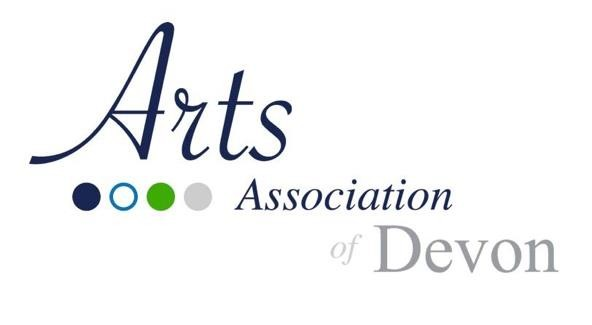 Arts
Association
of Devon